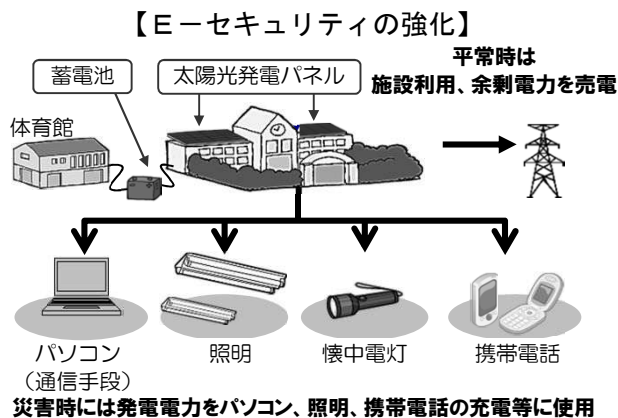 【E－セキュリティの強化】
平常時は
施設利用、余剰電力を売電
蓄電池
太陽光発電パネル
体育館
パソコン
（通信手段）
照明
懐中電灯
携帯電話
災害時には発電電力をパソコン、照明、携帯電話の充電等に使用